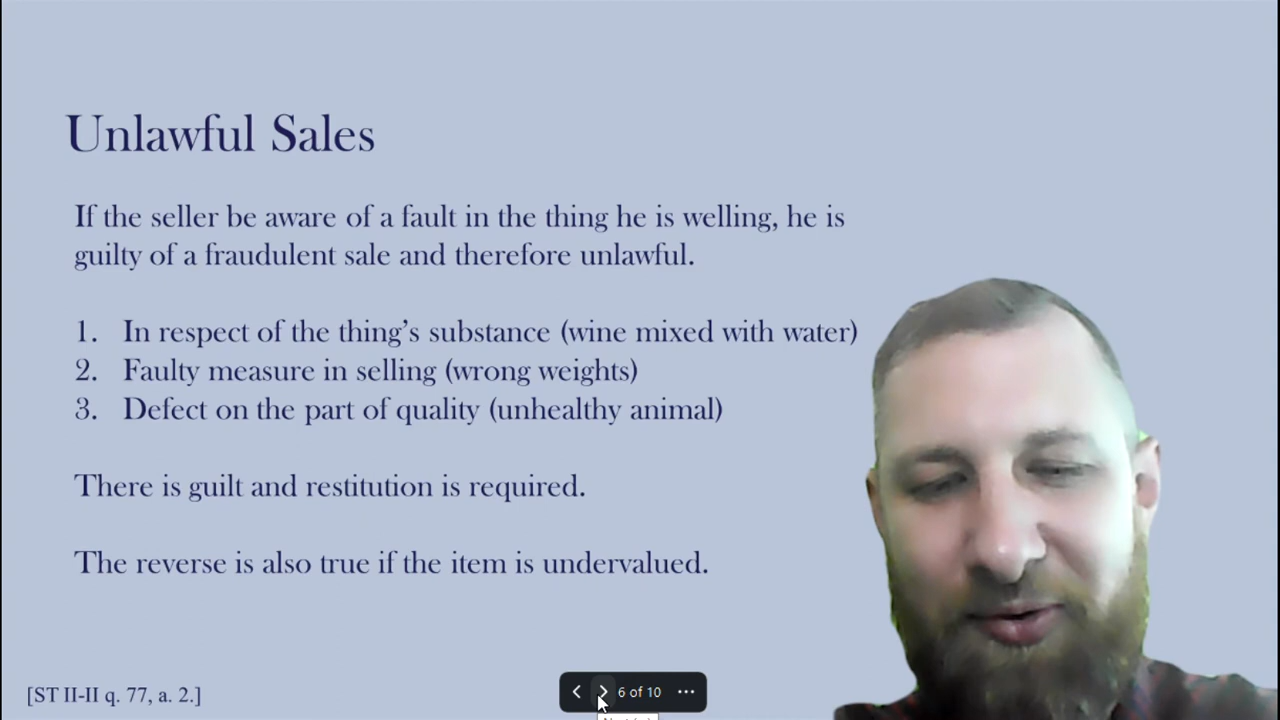 Unlawful Sales
If the seller be aware of a fault in the thing he is welling, he is
guilty of a fraudulent sale and therefore unlawful.
1. In respect of the thing’s substance (wine mixed with water)
2. Faulty measure in selling (wrong weights)
3. Defect on the part of quality (unhealthy animal)
There is guilt and restitution is required.
The reverse is also true if the item is undervalued.
[ST II-II q. 77, a. 2.]
6 of 10